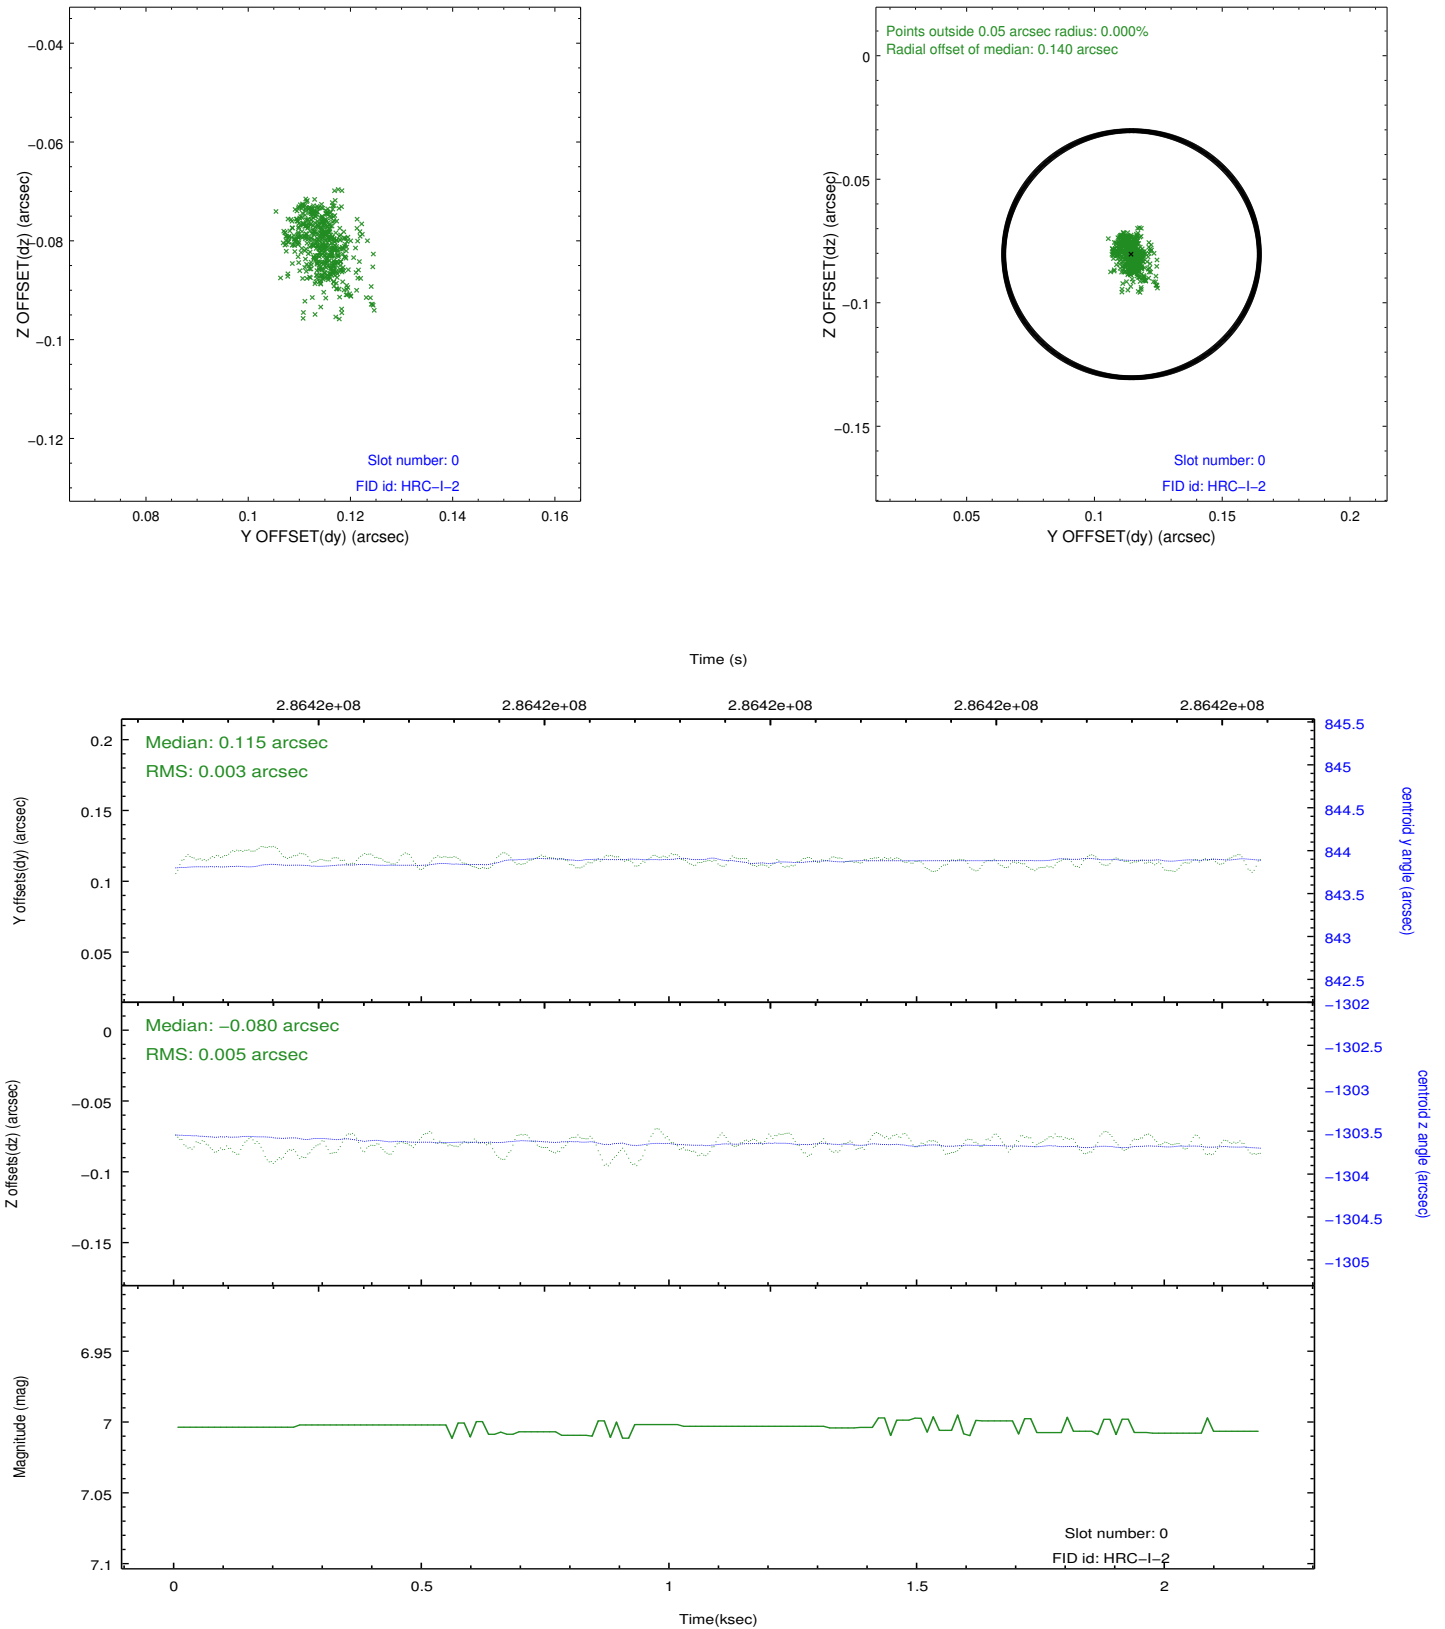 −0.04
−0.06
−0.08
−0.1
−0.12
Z OFFSET(dz) (arcsec)
Slot number: 0
FID id: HRC−I−2
0.08
0.1
0.12
0.14
0.16
Y OFFSET(dy) (arcsec)
Points outside 0.05 arcsec radius: 0.000%
Radial offset of median: 0.140 arcsec
0
−0.05
−0.1
−0.15
Z OFFSET(dz) (arcsec)
Slot number: 0
FID id: HRC−I−2
0.05
0.1
0.15
0.2
Y OFFSET(dy) (arcsec)
Time (s)
2.8642e+08
2.8642e+08
2.8642e+08
2.8642e+08
2.8642e+08
Median: 0.115 arcsec
RMS: 0.003 arcsec
0.2
0.15
0.1
0.05
Y offsets(dy) (arcsec)
845.5
845
844.5
844
843.5
843
842.5
centroid y angle (arcsec)
Median: −0.080 arcsec
RMS: 0.005 arcsec
0
−0.05
−0.1
−0.15
Z offsets(dz) (arcsec)
−1302
−1302.5
−1303
−1303.5
−1304
−1304.5
−1305
centroid z angle (arcsec)
6.95
7
7.05
7.1
Magnitude (mag)
Slot number: 0
FID id: HRC−I−2
0
0.5
1
1.5
2
Time(ksec)